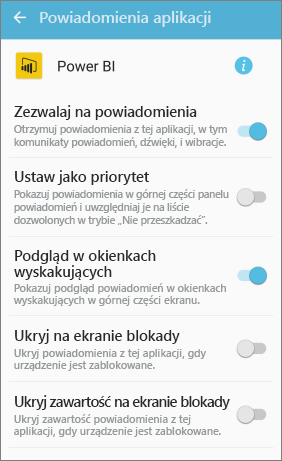 Powiadomienia aplikacji
Power BI
Zezwalaj na powiadomienia
Otrzymuj powiadomienia z tej aplikacji, w tym
komunikaty powiadomień, dźwięki, i wibracje.
Ustaw jako priorytet
Pokazuj powiadomienia w górnej części panelu
powiadomień i uwzględniaj je na liście
dozwolonych w trybie „Nie przeszkadzać”.
Podgląd w okienkach
wyskakujących
Pokazuj podgląd powiadomień w okienkach
wyskakujących w górnej części ekranu.
Ukryj na ekranie blokady
Ukryj powiadomienia z tej aplikacji, gdy
urządzenie jest zablokowane.
Ukryj zawartość na ekranie blokady
Ukryj zawartość powiadomienia z tej
aplikacji, gdy urządzenie jest zablokowane.